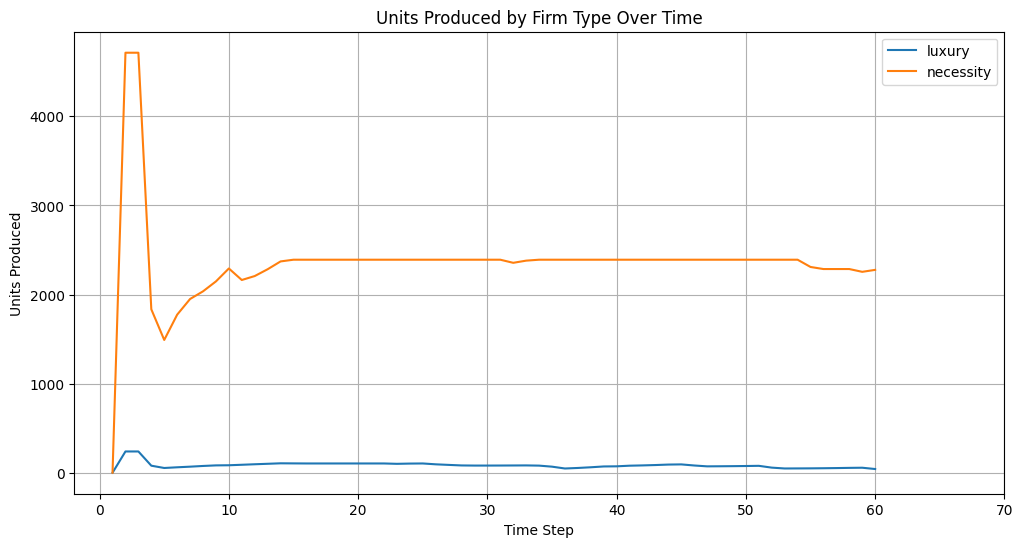 Units Produced by Firm Type Over Time
luxury
necessity
Units Produced
4000
3000
2000
1000
0
0 10 20 30 40 50 60 70
Time Step